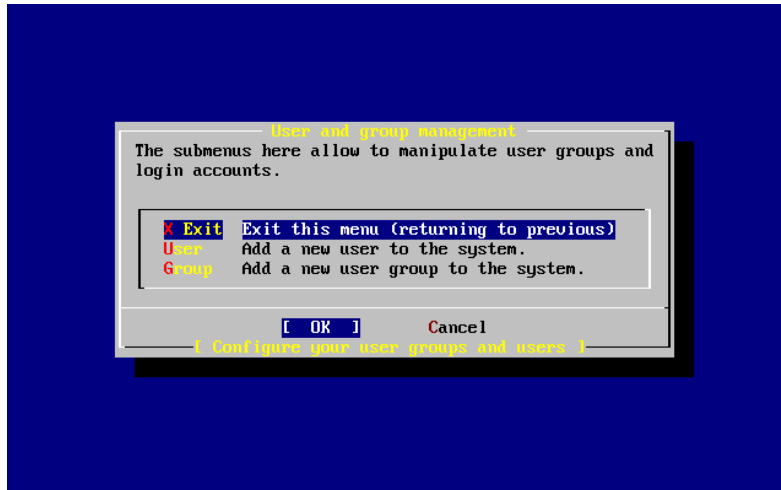 User and group management
The submenus here allow to manipulate user groups and
login accounts.
X Exit Exit this menu (returning to previous)
User Add a new user to the system.
Group Add a new user group to the system.
[ OK ] Cancel
[ Configure your user groups and users ]